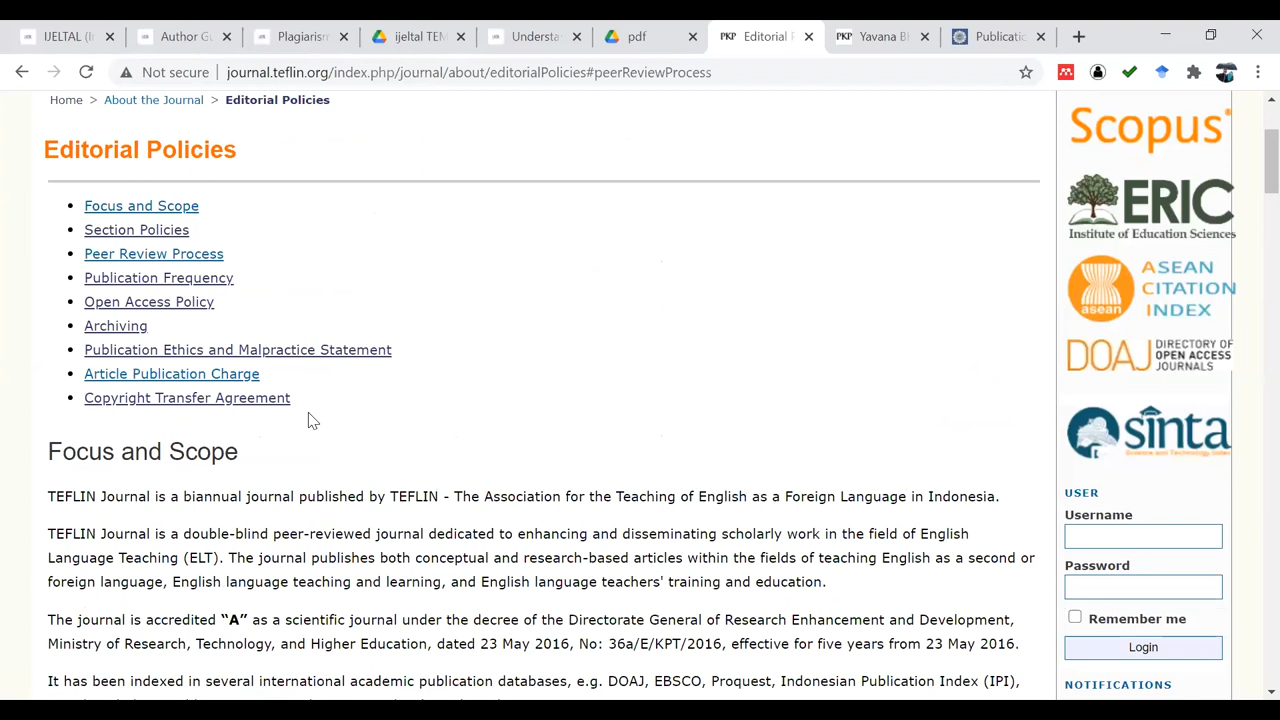 IJELTAL (I
Author Gu
Plagiarism
ijeltal TEM
Understa
pdf
Editorial P
Yavana Bh
Publicatio
Not secure
journal.teflin.org/index.php/journal/about/editorialPolicies#peerReviewProcess
Home > About the Journal > Editorial Policies
Editorial Policies
Focus and Scope
Section Policies
Peer Review Process
Publication Frequency
Open Access Policy
Archiving
Publication Ethics and Malpractice Statement
Article Publication Charge
Copyright Transfer Agreement
Focus and Scope
TEFLIN Journal is a biannual journal published by TEFLIN - The Association for the Teaching of English as a Foreign Language in Indonesia.
TEFLIN Journal is a double-blind peer-reviewed journal dedicated to enhancing and disseminating scholarly work in the field of English
Language Teaching (ELT). The journal publishes both conceptual and research-based articles within the fields of teaching English as a second or
foreign language, English language teaching and learning, and English language teachers' training and education.
The journal is accredited “A” as a scientific journal under the decree of the Directorate General of Research Enhancement and Development,
Ministry of Research, Technology, and Higher Education, dated 23 May 2016, No: 36a/E/KPT/2016, effective for five years from 23 May 2016.
It has been indexed in several international academic publication databases, e.g. DOAJ, EBSCO, Proquest, Indonesian Publication Index (IPI),
Scopus
ERIC
Institute of Education Sciences
ASEAN
CITATION
INDEX
asean
DOAJ DIRECTORY OF
OPEN ACCESS
JOURNALS
sinta
Science and Technology Index
USER
Username
Password
Remember me
Login
NOTIFICATIONS